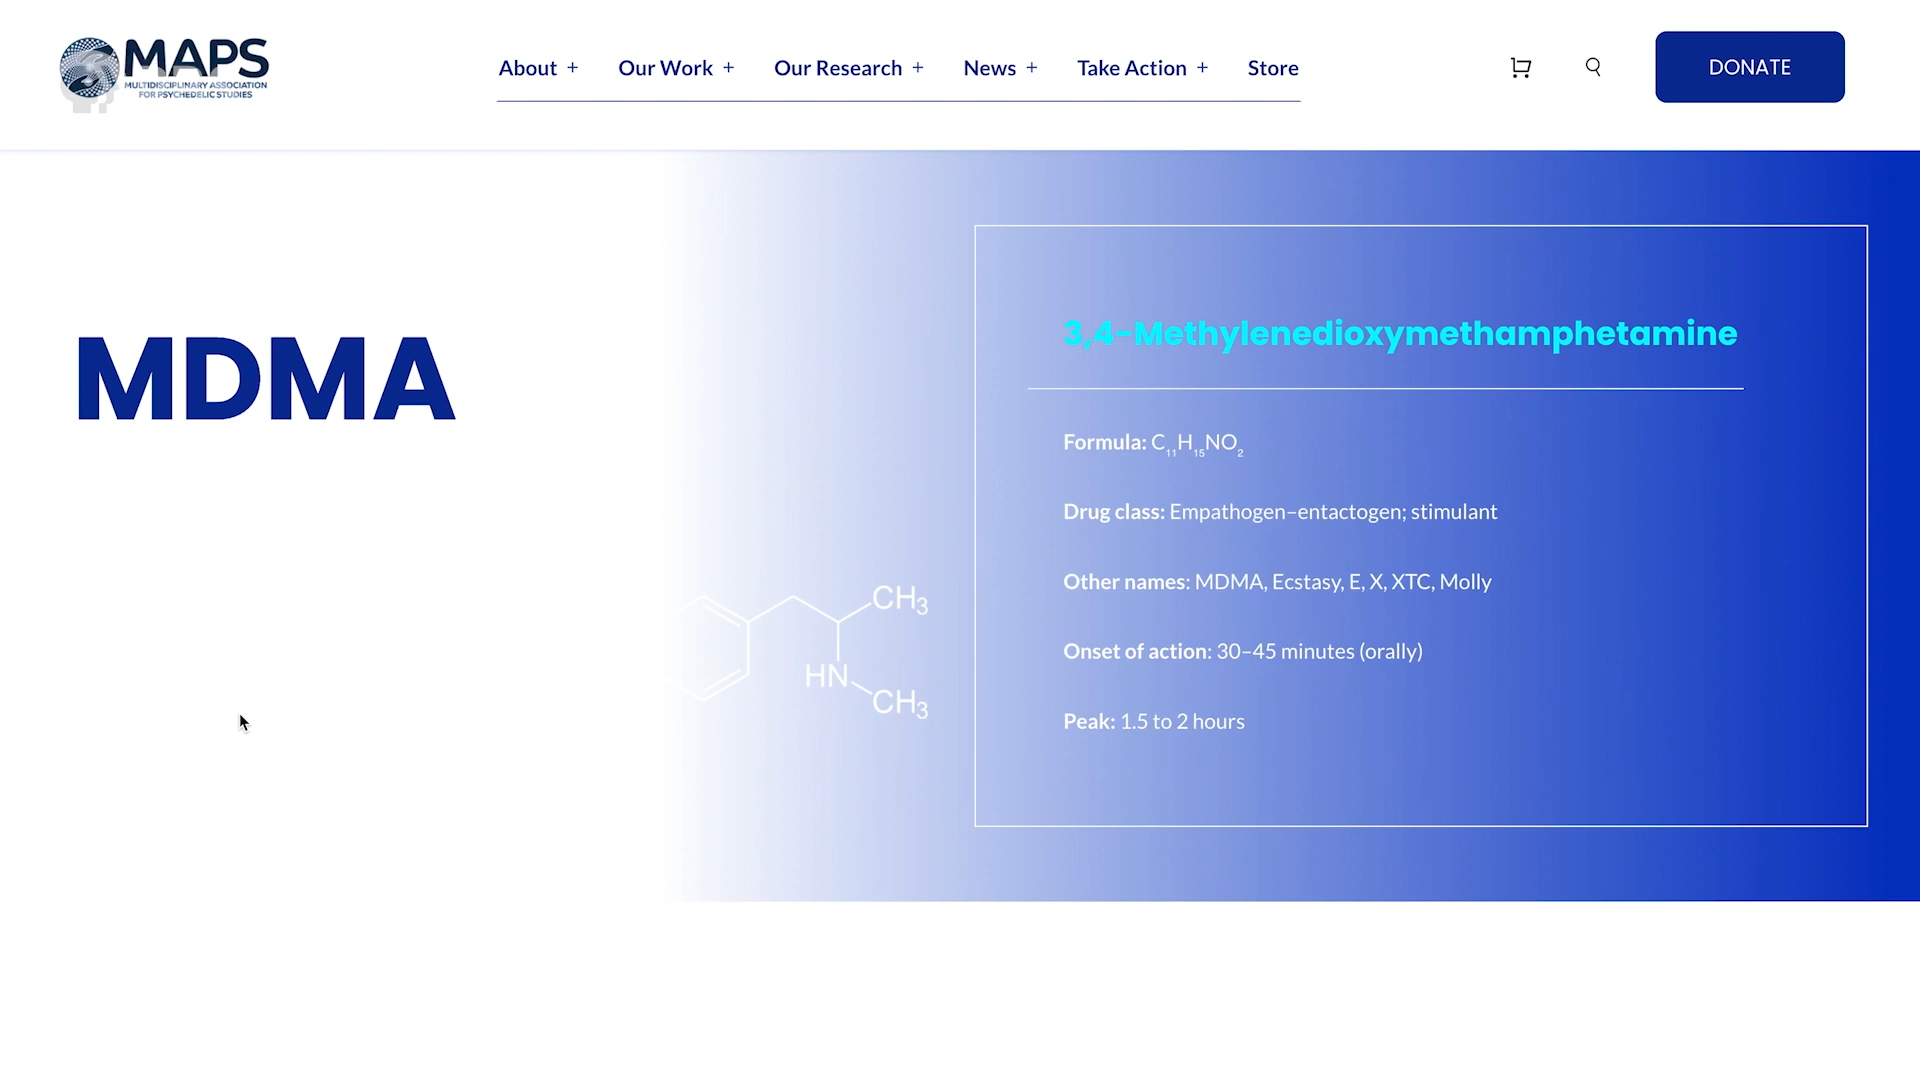 MAPS
MULTIDISCIPLINARY ASSOCIATION
FOR PSYCHEDELIC STUDIES
About +
Our Work +
Our Research +
News +
Take Action +
Store
DONATE
MDMA
3,4-Methylenedioxymethamphetamine
Formula: C₁₁H₁₅NO₂
Drug class: Empathogen–entactogen; stimulant
Other names: MDMA, Ecstasy, E, X, XTC, Molly
Onset of action: 30–45 minutes (orally)
Peak: 1.5 to 2 hours
CH₃
HN
CH₃